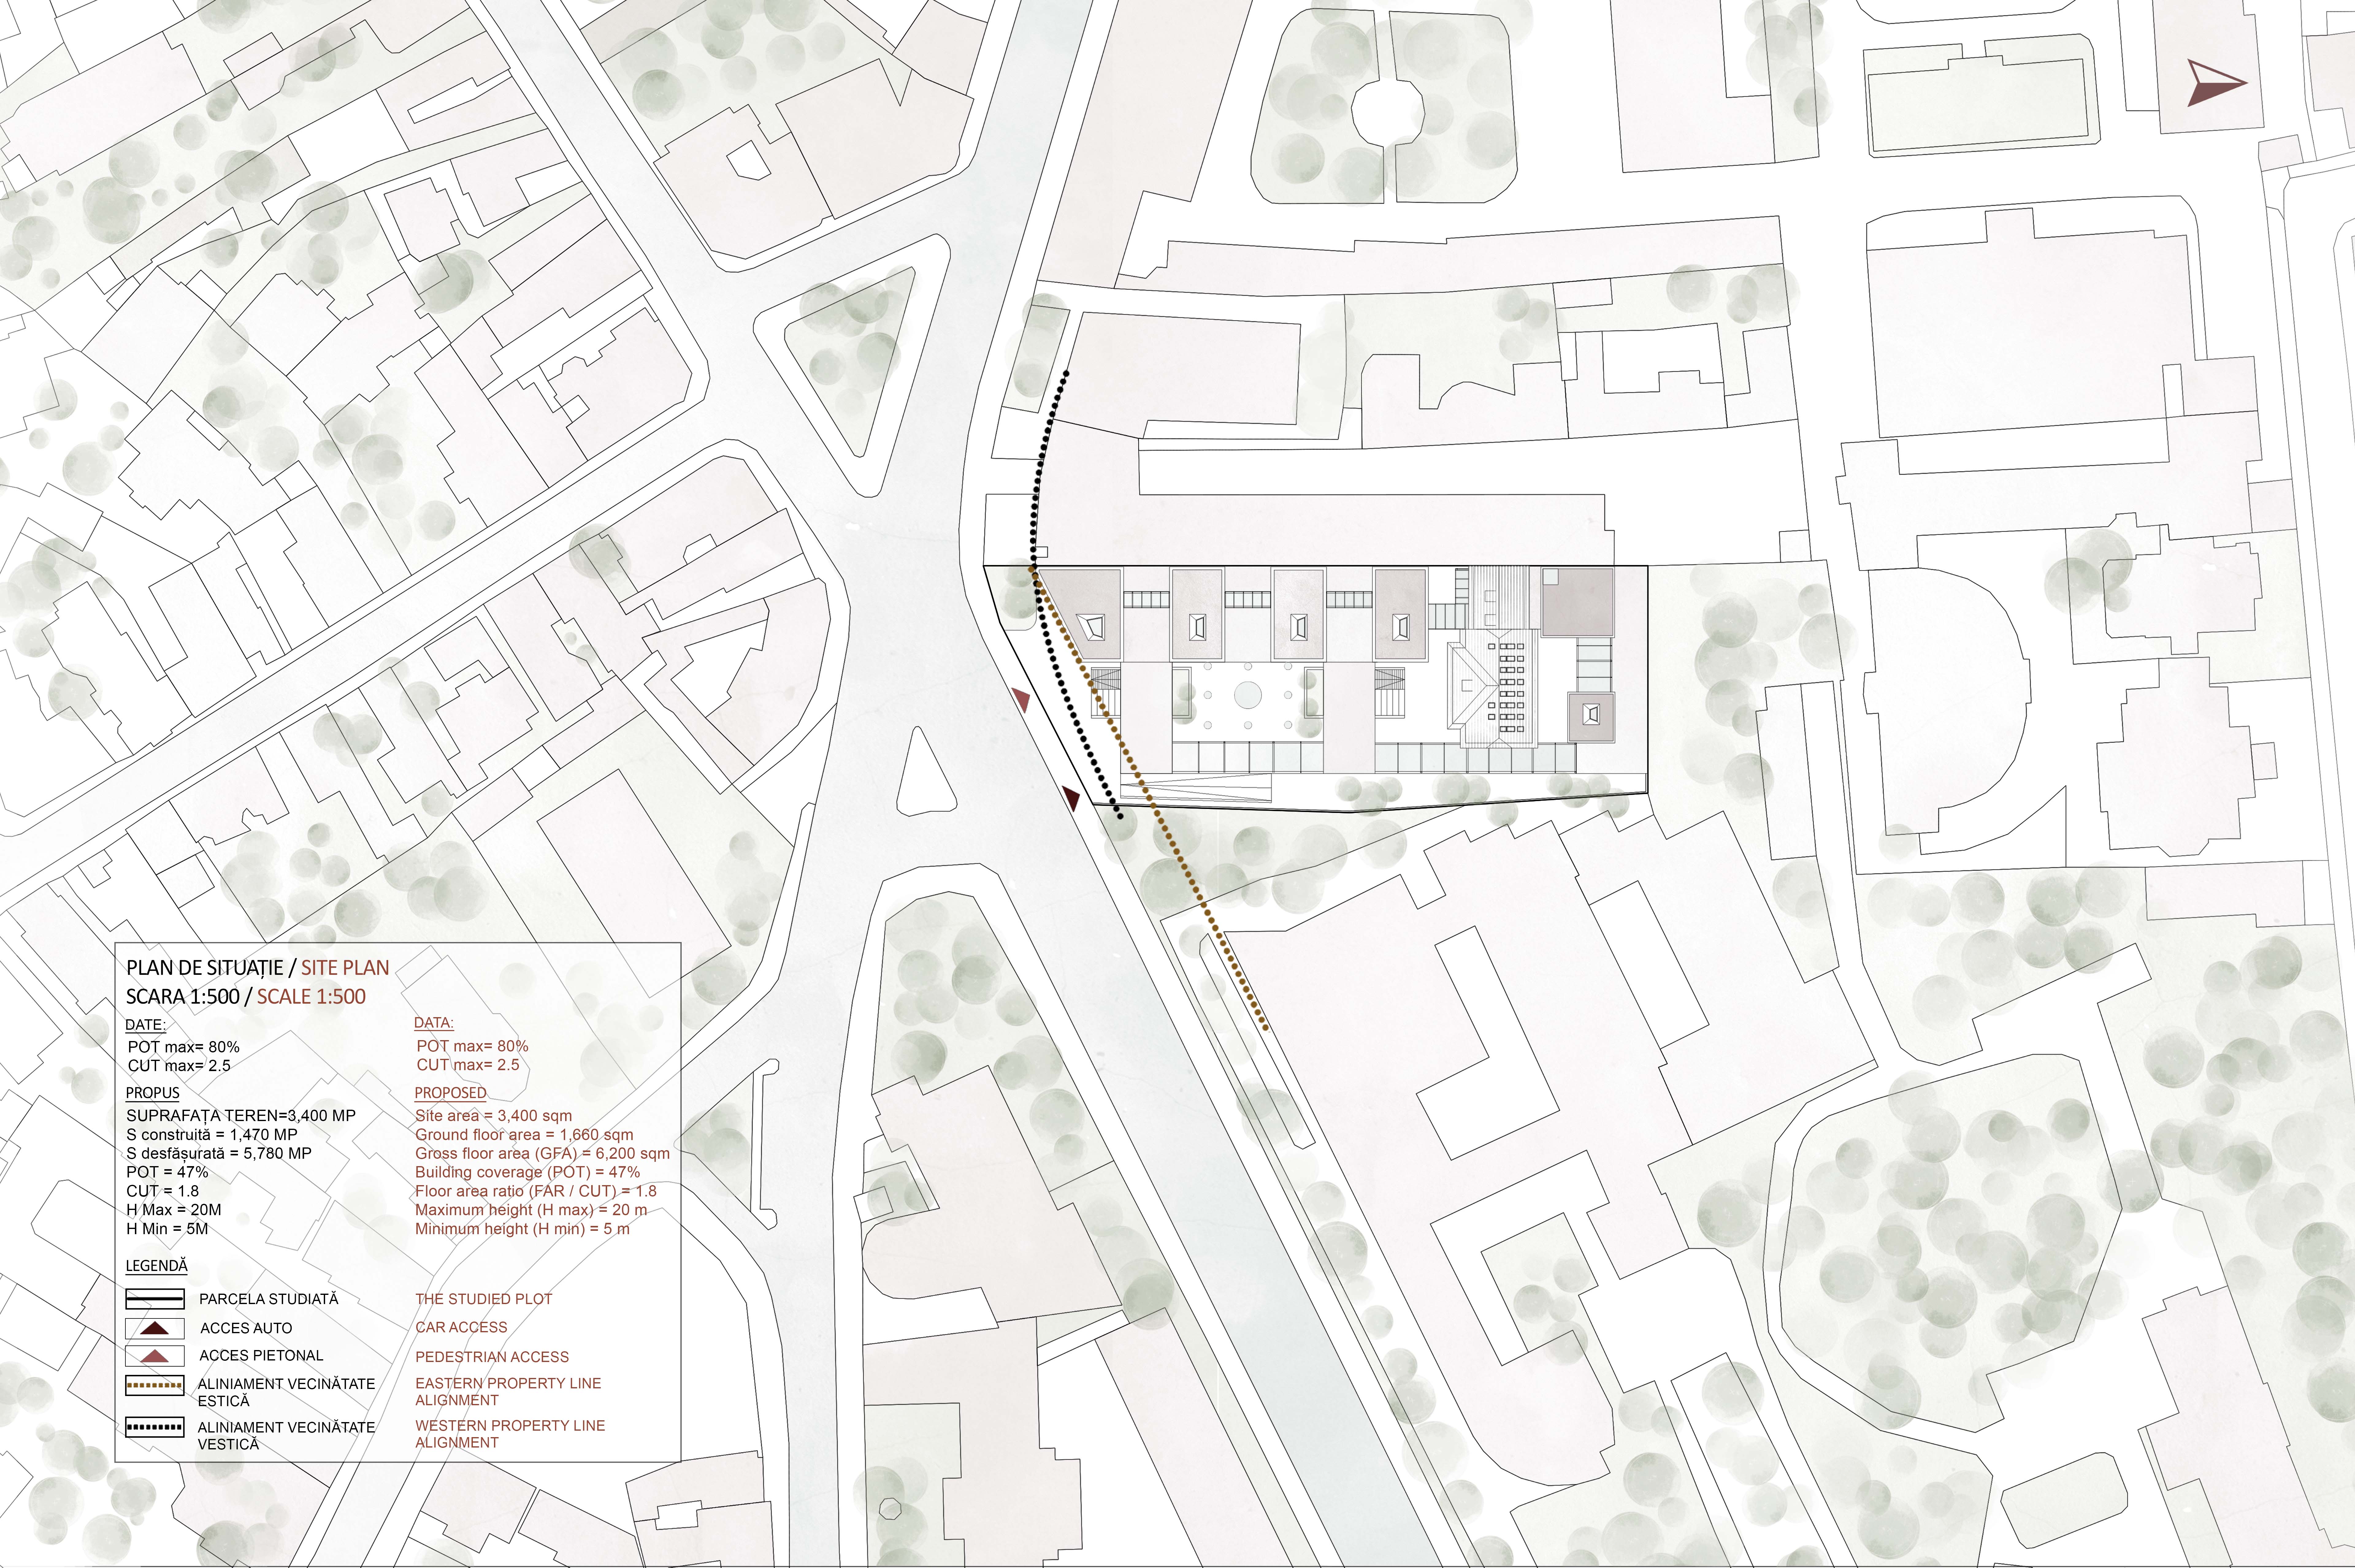 PLAN DE SITUAȚIE / SITE PLAN
SCARA 1:500 / SCALE 1:500
DATE:
POT max= 80%
CUT max= 2.5
PROPUS
SUPRAFAȚA TEREN=3,400 MP
S construită = 1,470 MP
S desfășurată = 5,780 MP
POT = 47%
CUT = 1.8
H Max = 20M
H Min = 5M
DATA:
POT max= 80%
CUT max= 2.5
PROPOSED
Site area = 3,400 sqm
Ground floor area = 1,660 sqm
Gross floor area (GFA) = 6,200 sqm
Building coverage (POT) = 47%
Floor area ratio (FAR / CUT) = 1.8
Maximum height (H max) = 20 m
Minimum height (H min) = 5 m
LEGENDĂ
PARCELA STUDIATĂ
THE STUDIED PLOT
ACCES AUTO
CAR ACCESS
ACCES PIETONAL
PEDESTRIAN ACCESS
ALINIAMENT VECINĂTATE
ESTICĂ
EASTERN PROPERTY LINE
ALIGNMENT
ALINIAMENT VECINĂTATE
VESTICĂ
WESTERN PROPERTY LINE
ALIGNMENT